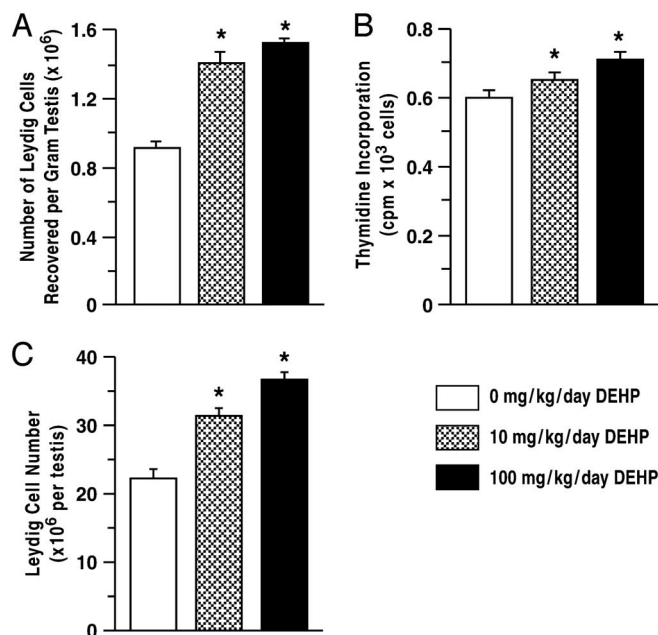 A
Number of Leydig Cells
Recovered per Gram Testis (x 10⁶)
1.6
1.2
0.8
0.4
0
*
*
B
Thymidine Incorporation
(cpm x 10³ cells)
0.8
0.6
0.4
0.2
0
*
*
C
Leydig Cell Number
(x10⁶ per testis)
40
30
20
10
0
*
*
0 mg/kg/day DEHP
10 mg/kg/day DEHP
100 mg/kg/day DEHP